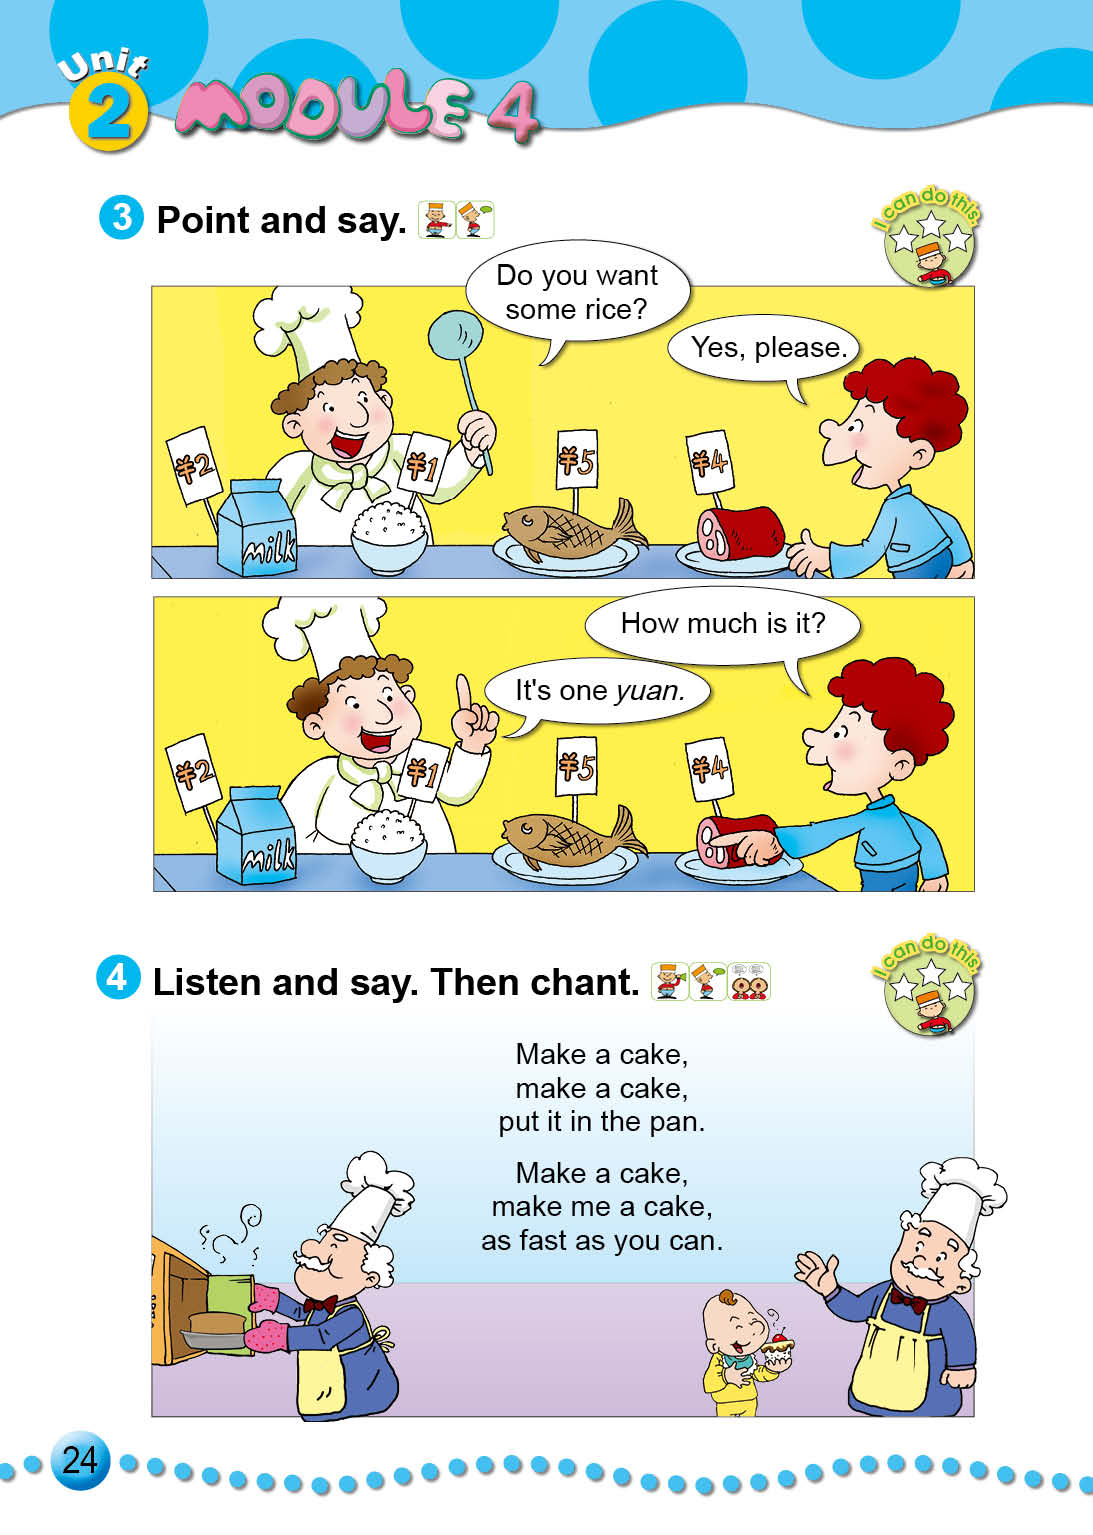 Unit
2 MODULE 4
3 Point and say.
I can do this.
Do you want
some rice?
Yes, please.
¥2
¥1
¥5
¥4
milk
How much is it?
It's one yuan.
¥2
¥1
¥5
¥4
milk
4 Listen and say. Then chant.
I can do this.
Make a cake,
make a cake,
put it in the pan.
Make a cake,
make me a cake,
as fast as you can.
24